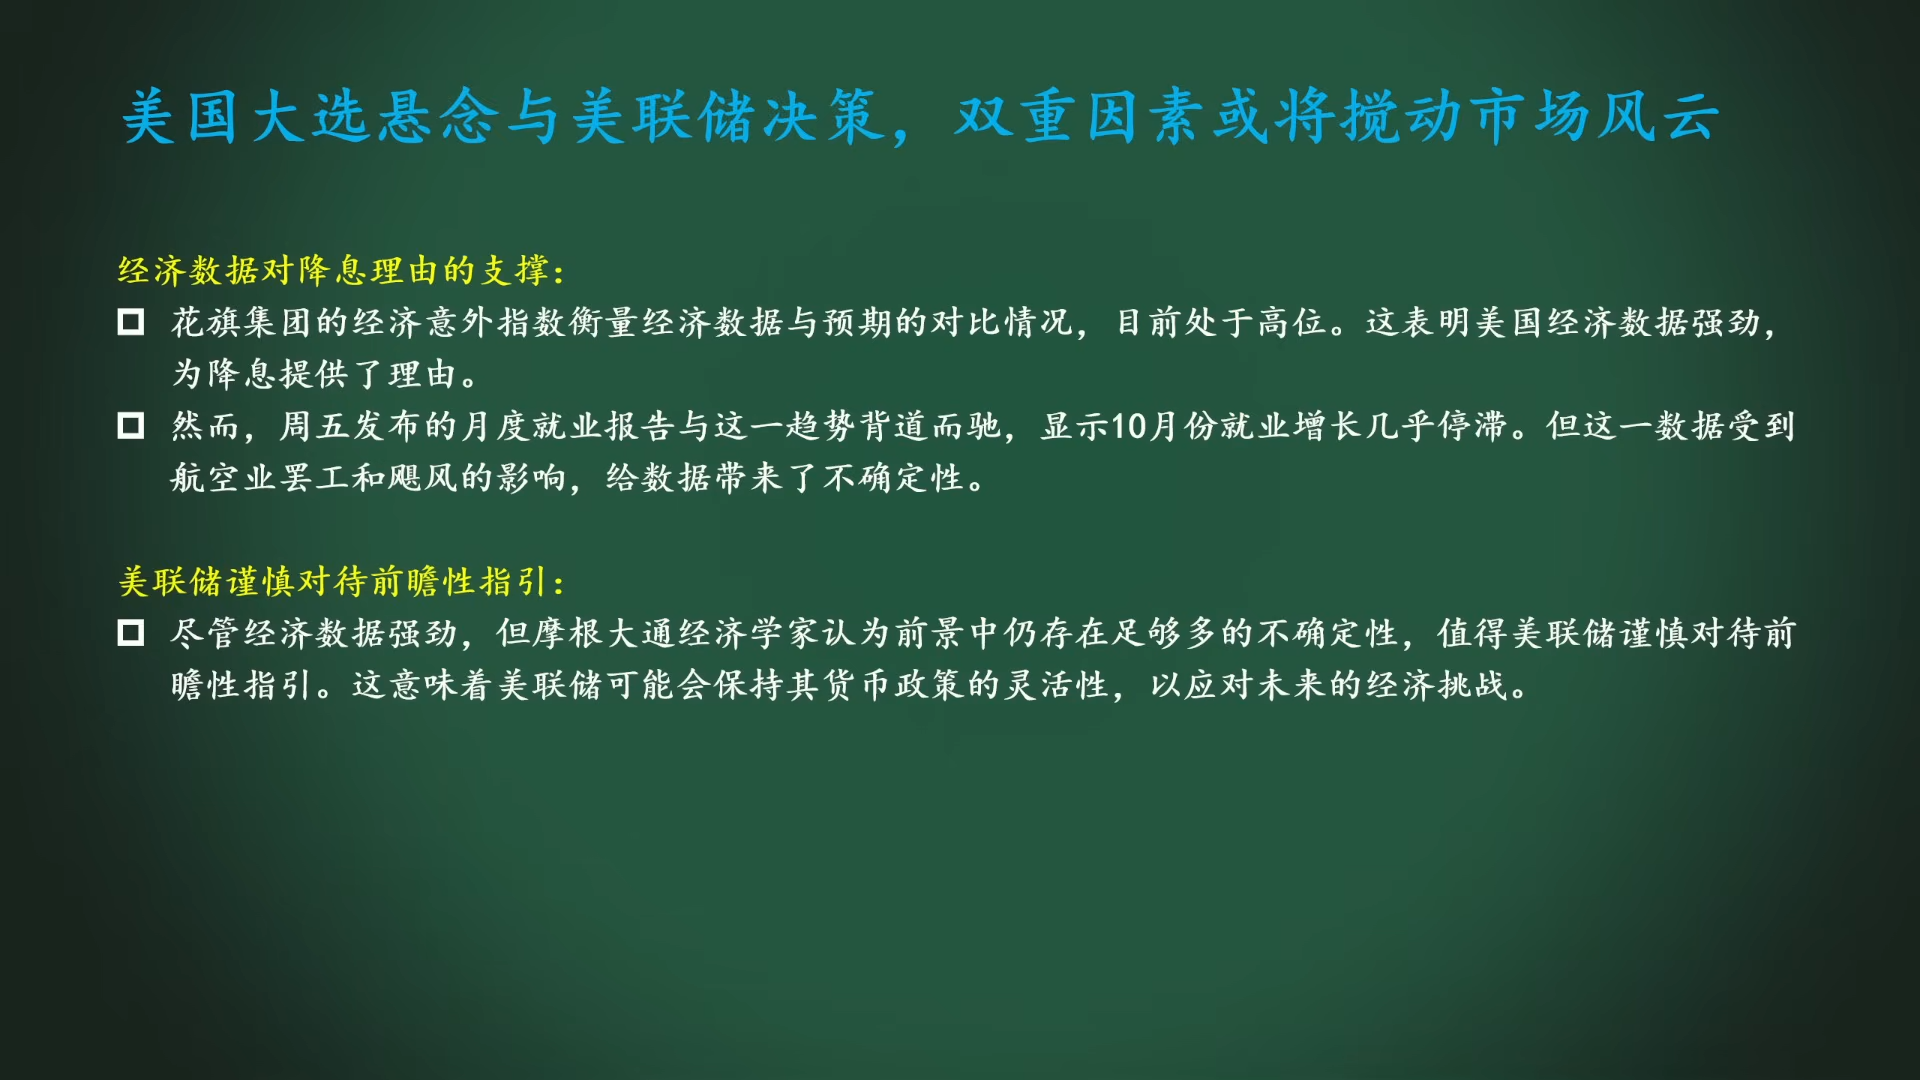 美国大选悬念与美联储决策，双重因素或将搅动市场风云
经济数据对降息理由的支撑：
花旗集团的经济意外指数衡量经济数据与预期的对比情况，目前处于高位。这表明美国经济数据强劲，
为降息提供了理由。
然而，周五发布的月度就业报告与这一趋势背道而驰，显示10月份就业增长几乎停滞。但这一数据受到
航空业罢工和飓风的影响，给数据带来了不确定性。
美联储谨慎对待前瞻性指引：
尽管经济数据强劲，但摩根大通经济学家认为前景中仍存在足够多的不确定性，值得美联储谨慎对待前
瞻性指引。这意味着美联储可能会保持其货币政策的灵活性，以应对未来的经济挑战。